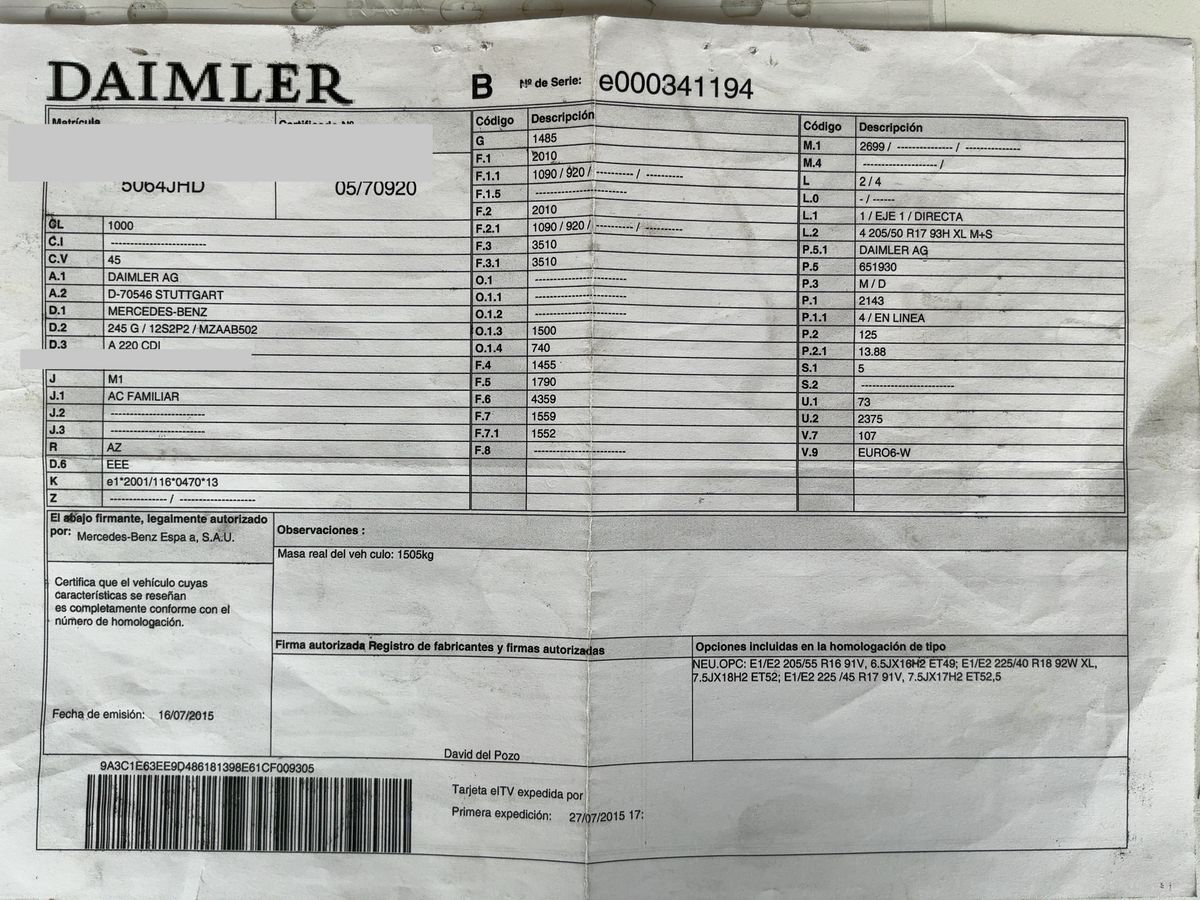 DAIMLER
B Nº de Serie: e000341194
Matrícula
5064JHD 05/70920
GL 1000
C.I ------------------------
C.V 45
A.1 DAIMLER AG
A.2 D-70546 STUTTGART
D.1 MERCEDES-BENZ
D.2 245 G / 12S2P2 / MZAAB502
D.3 A 220 CDI
J M1
J.1 AC FAMILIAR
J.2 ------------------------
J.3 ------------------------
R AZ
D.6 EEE
K e1*2001/116*0470*13
Z --------------- / --------------------
Código Descripción
G 1485
F.1 2010
F.1.1 1090 / 920 / ---------- / ----------
F.1.5 ------------------------
F.2 2010
F.2.1 1090 / 920 / ---------- / ----------
F.3 3510
F.3.1 3510
O.1 ------------------------
O.1.1 ------------------------
O.1.2 ------------------------
O.1.3 1500
O.1.4 740
F.4 1455
F.5 1790
F.6 4359
F.7 1559
F.7.1 1552
F.8 ------------------------
Código Descripción
M.1 2699 / --------------- / ---------------
M.4 -------------------- /
L 2 / 4
L.0 - / ------
L.1 1 / EJE 1 / DIRECTA
L.2 4 205/50 R17 93H XL M+S
P.5.1 DAIMLER AG
P.5 651930
P.3 M / D
P.1 2143
P.1.1 4 / EN LINEA
P.2 125
P.2.1 13.88
S.1 5
S.2 ------------------------
U.1 73
U.2 2375
V.7 107
V.9 EURO6-W
El abajo firmante, legalmente autorizado
por: Mercedes-Benz Espa a, S.A.U.
Certifica que el vehículo cuyas
características se reseñan
es completamente conforme con el
número de homologación.
Fecha de emisión: 16/07/2015
Observaciones :
Masa real del veh culo: 1505kg
Firma autorizada Registro de fabricantes y firmas autorizadas
David del Pozo
Opciones incluidas en la homologación de tipo
NEU.OPC: E1/E2 205/55 R16 91V, 6.5JX16H2 ET49; E1/E2 225/40 R18 92W XL,
7.5JX18H2 ET52; E1/E2 225 /45 R17 91V, 7.5JX17H2 ET52,5
9A3C1E63EE9D486181398E61CF009305
Tarjeta eITV expedida por
Primera expedición: 27/07/2015 17: